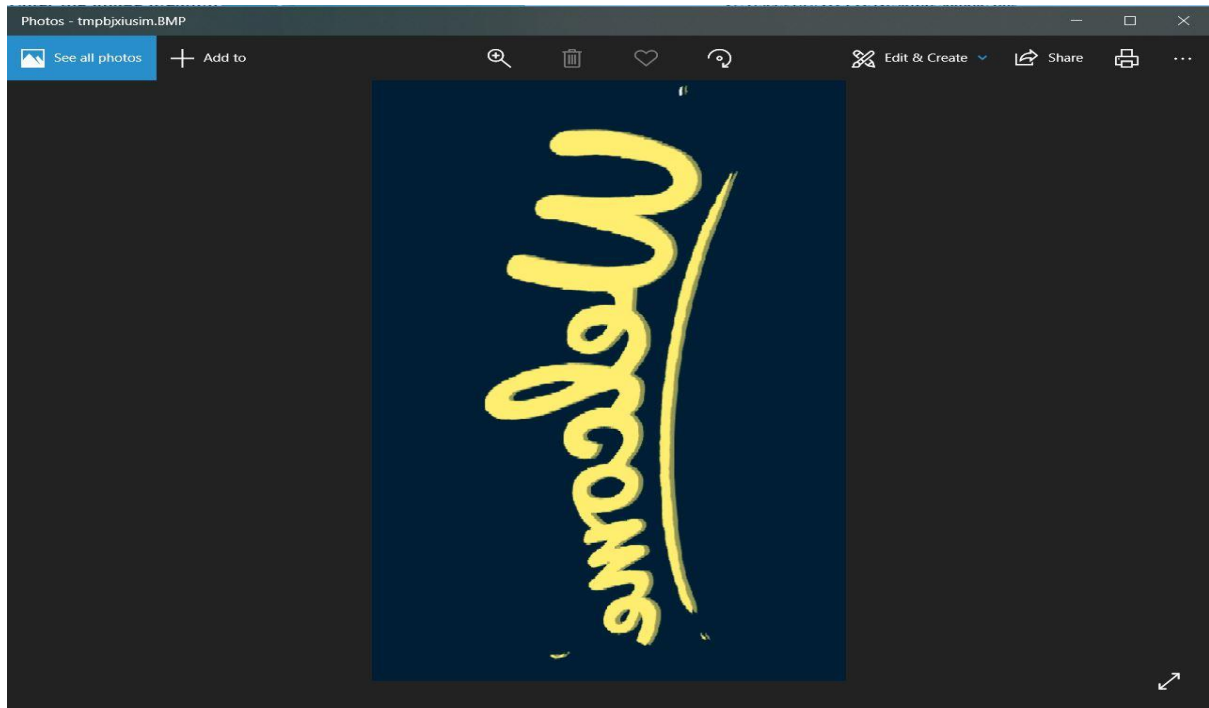 Photos - tmpbjxiusim.BMP
See all photos
Add to
Edit & Create
Share
Welcome